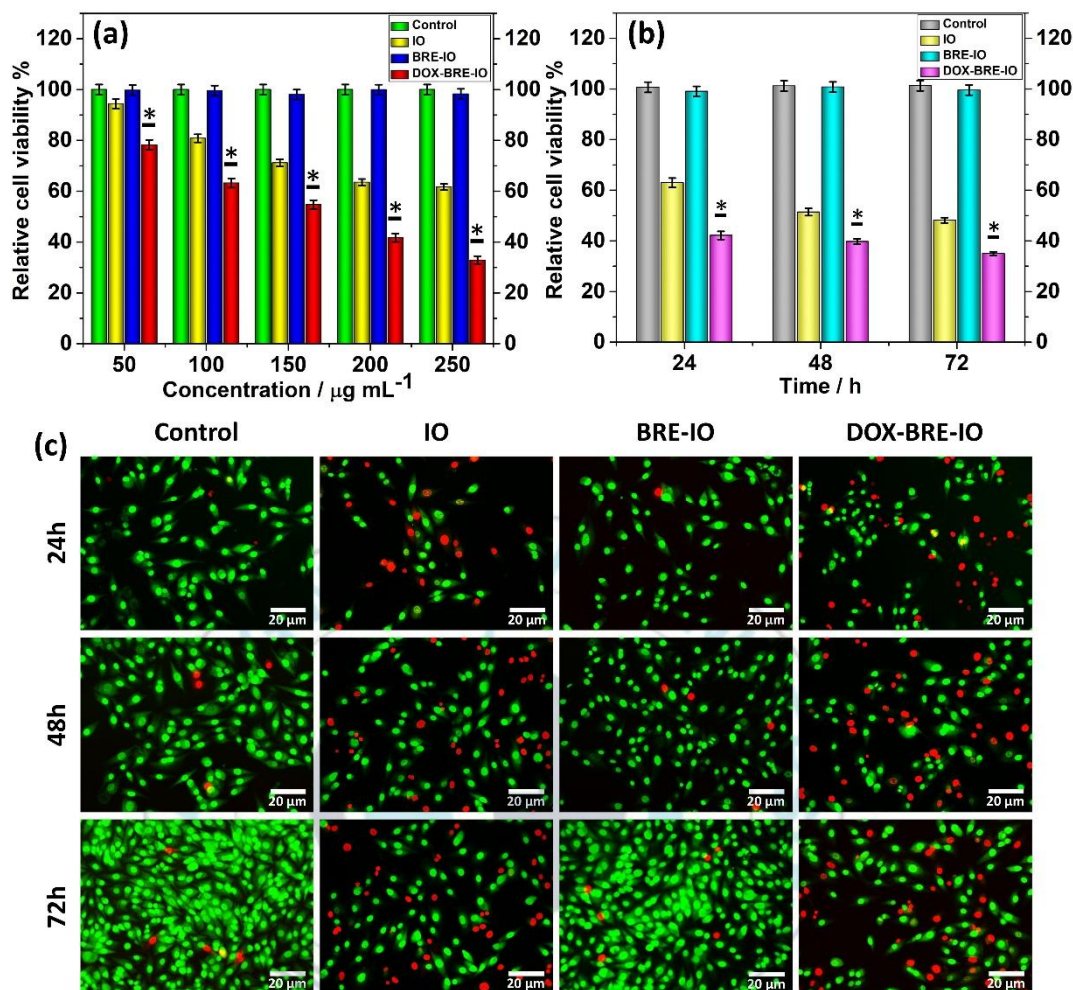 (a)
Control
IO
BRE-IO
DOX-BRE-IO
Relative cell viability %
120
100
80
60
40
20
0
120
100
80
60
40
20
0
*
*
*
*
*
50 100 150 200 250
Concentration / μg mL⁻¹
(b)
Control
IO
BRE-IO
DOX-BRE-IO
Relative cell viability %
120
100
80
60
40
20
0
120
100
80
60
40
20
0
*
*
*
24 48 72
Time / h
(c)
Control IO BRE-IO DOX-BRE-IO
24h
20 μm 20 μm 20 μm 20 μm
48h
20 μm 20 μm 20 μm 20 μm
72h
20 μm 20 μm 20 μm 20 μm